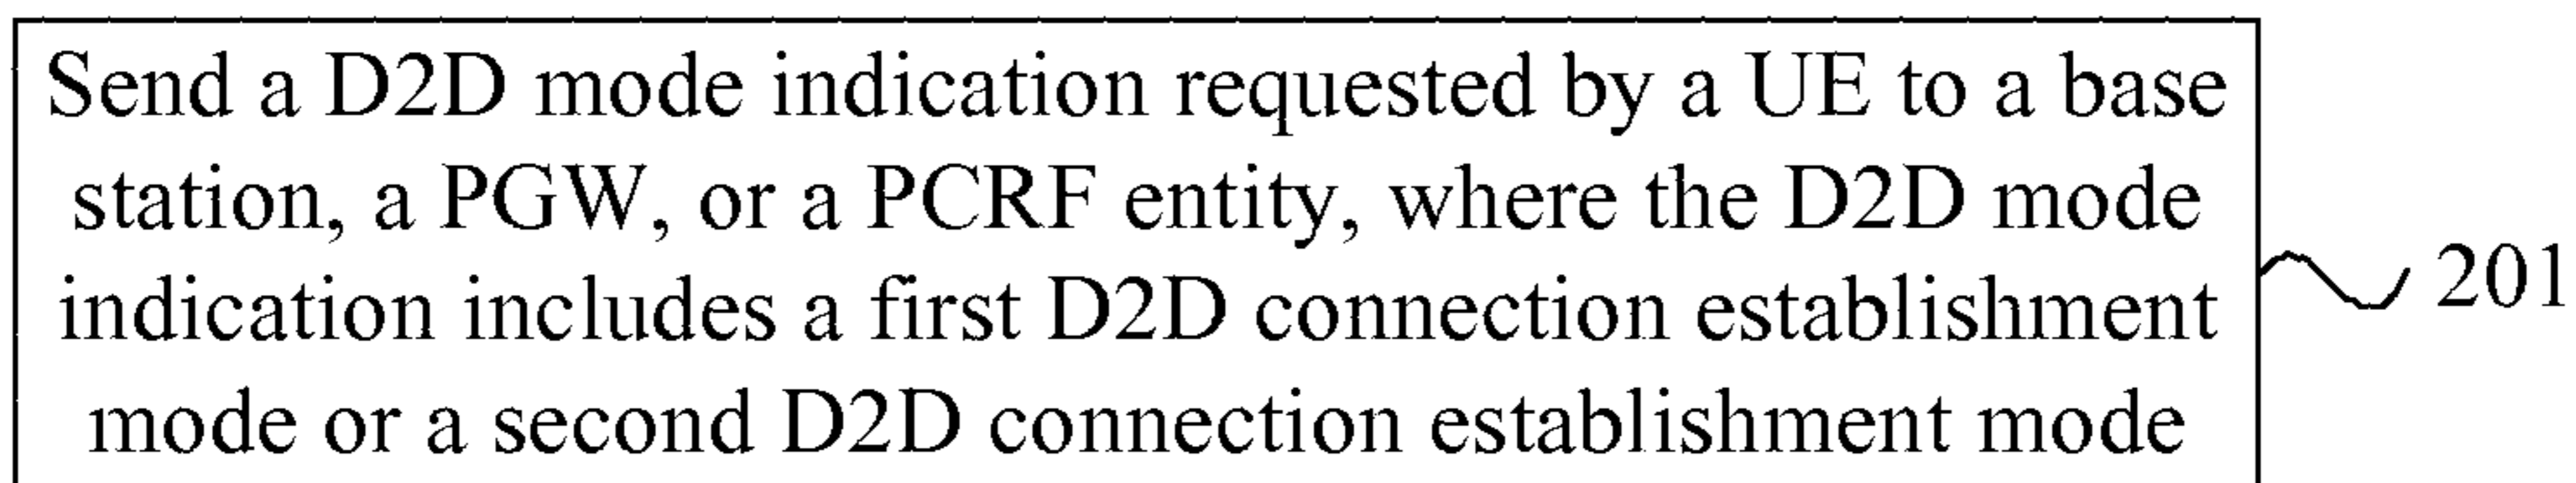 Send a D2D mode indication requested by a UE to a base
station, a PGW, or a PCRF entity, where the D2D mode
indication includes a first D2D connection establishment
mode or a second D2D connection establishment mode
201